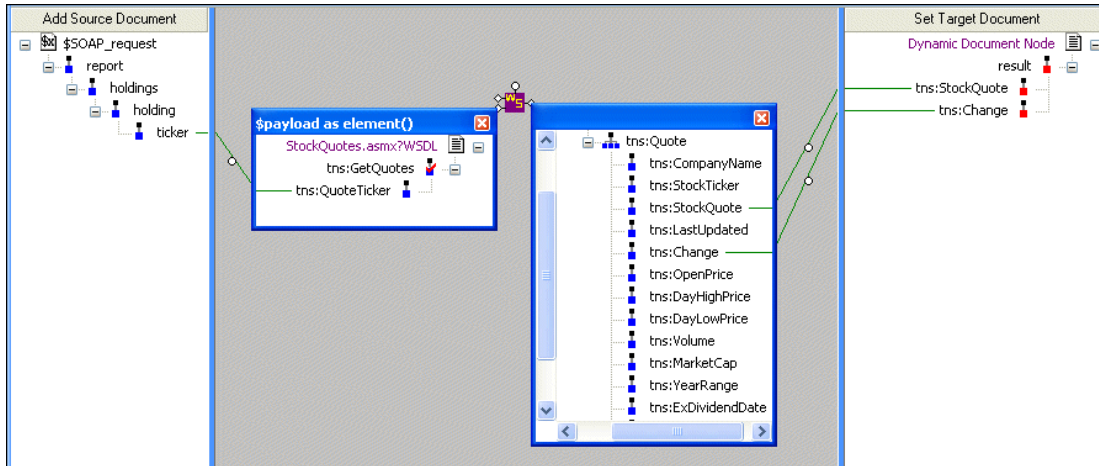 Add Source Document
$x
$SOAP_request
report
holdings
holding
ticker
$payload as element()
StockQuotes.asmx?WSDL
tns:GetQuotes
tns:QuoteTicker
WS
tns:Quote
tns:CompanyName
tns:StockTicker
tns:StockQuote
tns:LastUpdated
tns:Change
tns:OpenPrice
tns:DayHighPrice
tns:DayLowPrice
tns:Volume
tns:MarketCap
tns:YearRange
tns:ExDividendDate
Set Target Document
Dynamic Document Node
result
tns:StockQuote
tns:Change